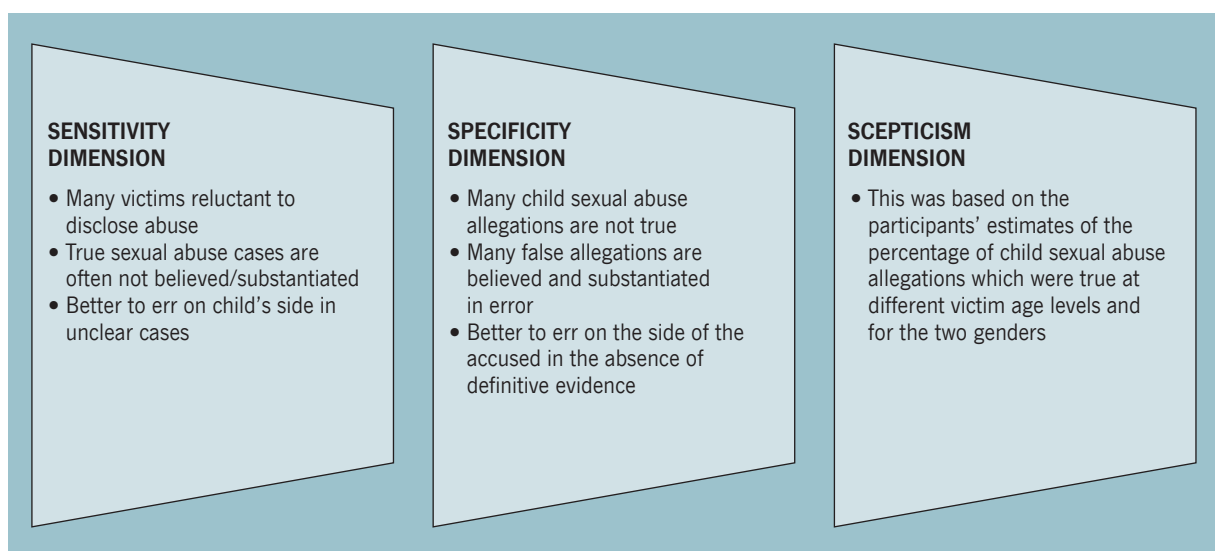 SENSITIVITY
DIMENSION
• Many victims reluctant to
disclose abuse
• True sexual abuse cases are
often not believed/substantiated
• Better to err on child’s side in
unclear cases
SPECIFICITY
DIMENSION
• Many child sexual abuse
allegations are not true
• Many false allegations are
believed and substantiated
in error
• Better to err on the side of the
accused in the absence of
definitive evidence
SCEPTICISM
DIMENSION
• This was based on the
participants’ estimates of the
percentage of child sexual abuse
allegations which were true at
different victim age levels and
for the two genders